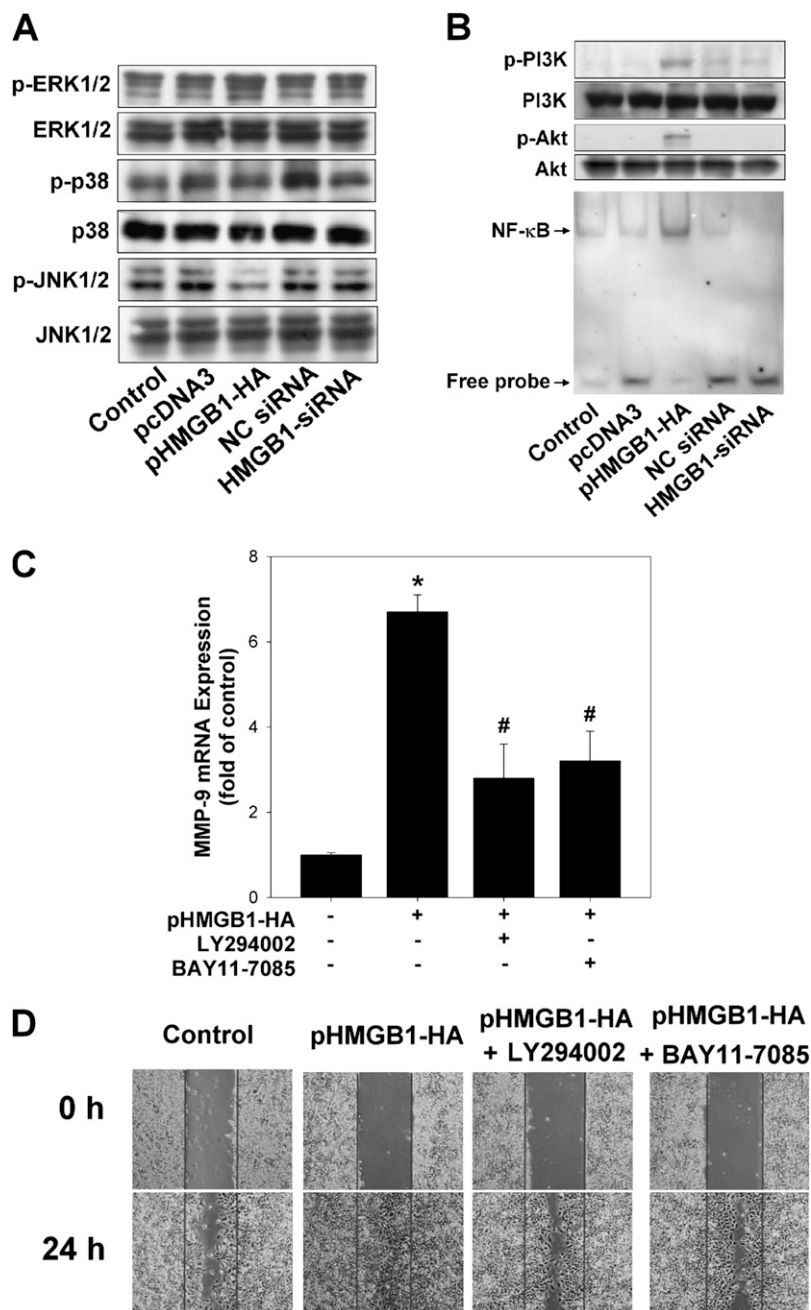 A
p-ERK1/2
ERK1/2
p-p38
p38
p-JNK1/2
JNK1/2
Control
pcDNA3
pHMGB1-HA
NC siRNA
HMGB1-siRNA
B
p-PI3K
PI3K
p-Akt
Akt
NF-κB
Free probe
Control
pcDNA3
pHMGB1-HA
NC siRNA
HMGB1-siRNA
C
MMP-9 mRNA Expression
(fold of control)
8
6
4
2
0
*
#
#
pHMGB1-HA - + + +
LY294002 - - + -
BAY11-7085 - - - +
D
Control
pHMGB1-HA
pHMGB1-HA
+ LY294002
pHMGB1-HA
+ BAY11-7085
0 h
24 h